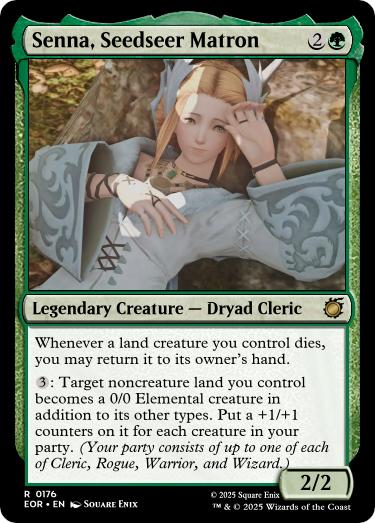 Senna, Seedseer Matron 2
Legendary Creature — Dryad Cleric
Whenever a land creature you control dies,
you may return it to its owner's hand.
3: Target noncreature land you control
becomes a 0/0 Elemental creature in
addition to its other types. Put a +1/+1
counters on it for each creature in your
party. (Your party consists of up to one of each
of Cleric, Rogue, Warrior, and Wizard.)
2/2
R 0176
EOR • EN SQUARE ENIX
© 2025 Square Enix
™ & © 2025 Wizards of the Coast